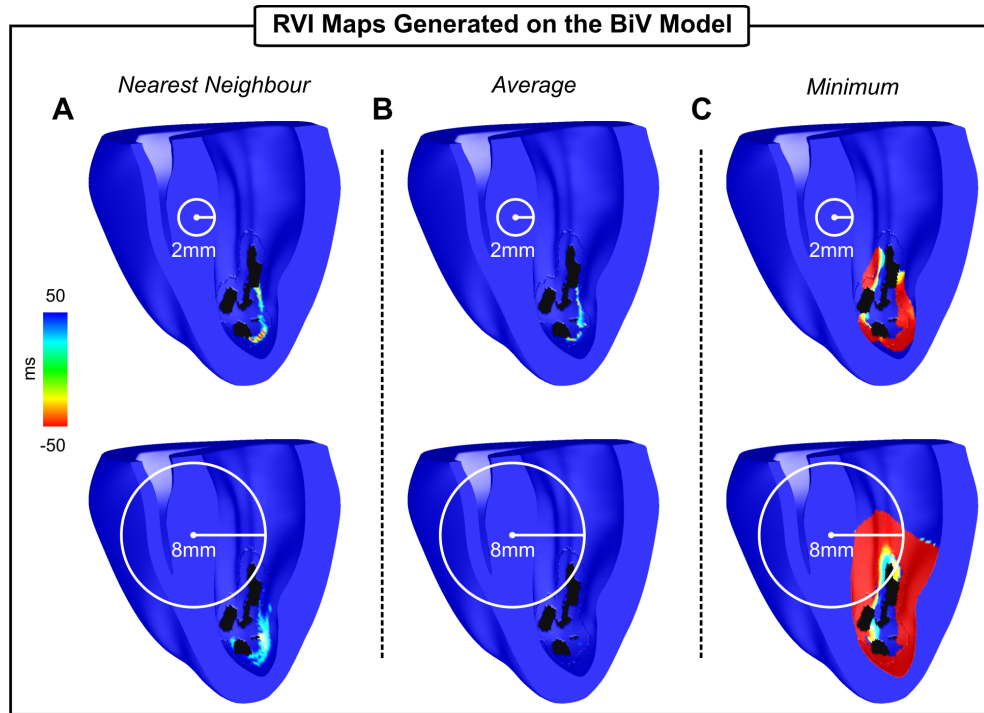 RVI Maps Generated on the BiV Model
Nearest Neighbour
Average
Minimum
A
B
C
2mm
2mm
2mm
50
ms
-50
8mm
8mm
8mm